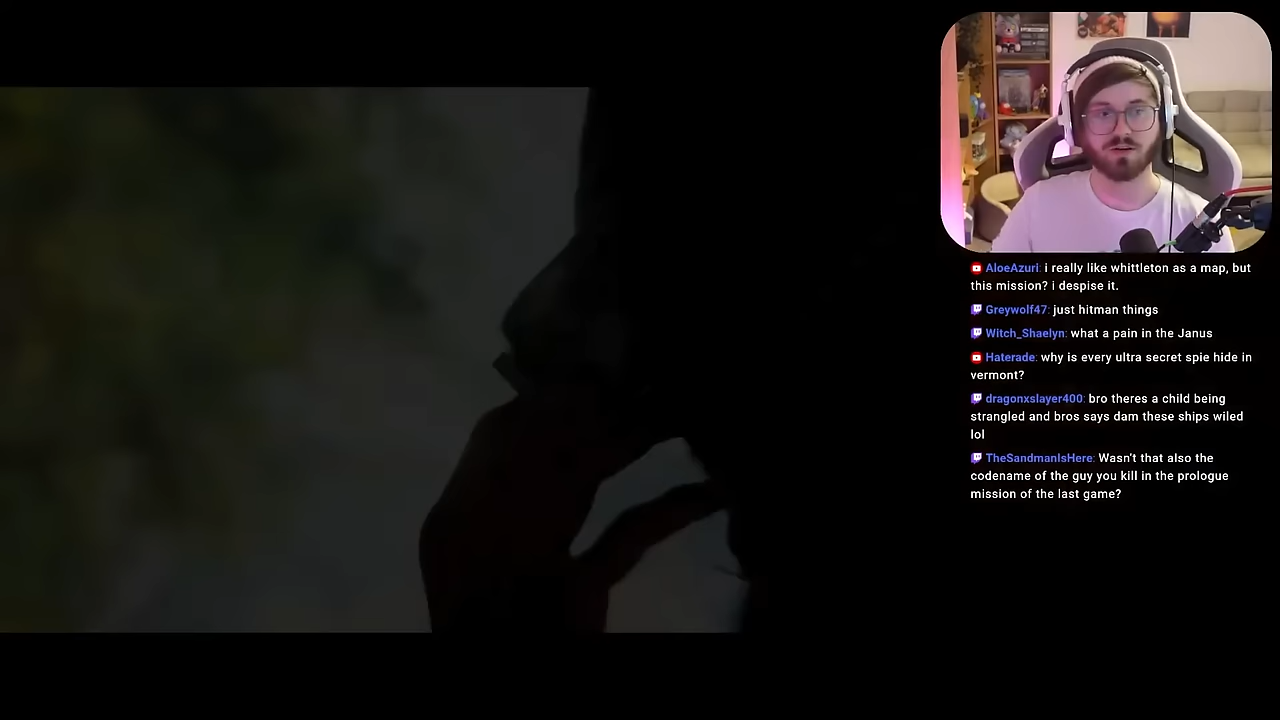 AloeAzuri: i really like whittleton as a map, but
this mission? i despise it.
Greywolf47: just hitman things
Witch_Shaelyn: what a pain in the Janus
Haterade: why is every ultra secret spie hide in
vermont?
dragonxslayer400: bro theres a child being
strangled and bros says dam these ships wiled
lol
TheSandmanIsHere: Wasn't that also the
codename of the guy you kill in the prologue
mission of the last game?